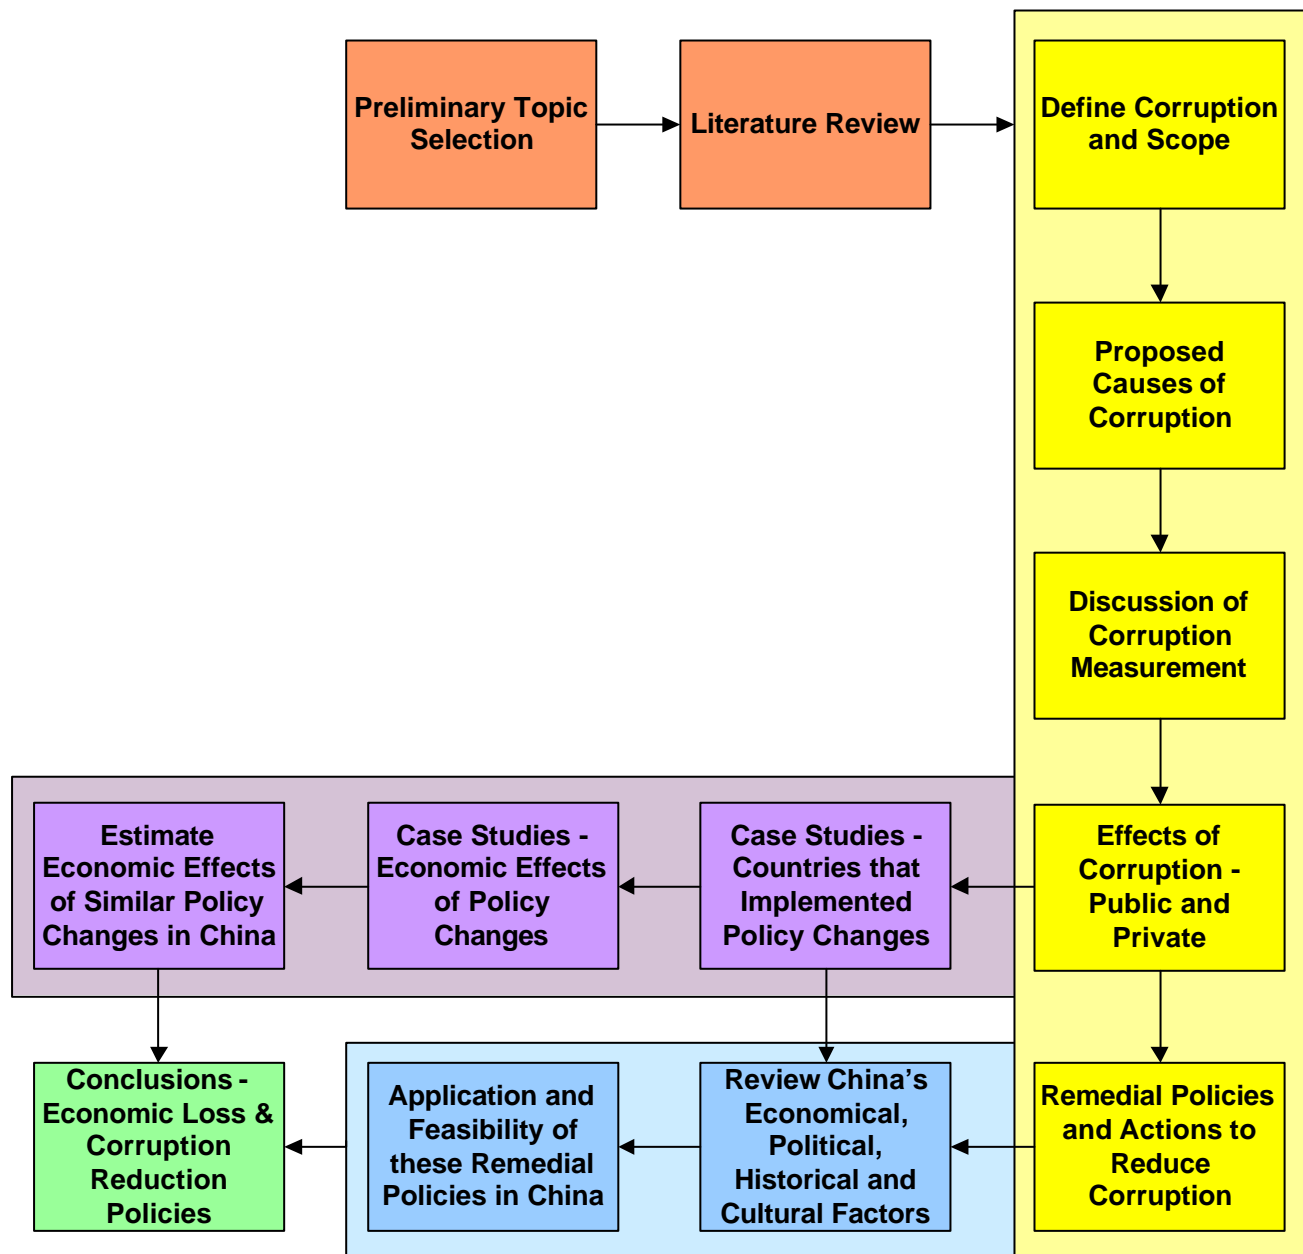 Preliminary Topic
Selection
Literature Review
Define Corruption
and Scope
Proposed
Causes of
Corruption
Discussion of
Corruption
Measurement
Estimate
Economic Effects
of Similar Policy
Changes in China
Case Studies -
Economic Effects
of Policy
Changes
Case Studies -
Countries that
Implemented
Policy Changes
Effects of
Corruption -
Public and
Private
Conclusions -
Economic Loss &
Corruption
Reduction
Policies
Application and
Feasibility of
these Remedial
Policies in China
Review China’s
Economical,
Political,
Historical and
Cultural Factors
Remedial Policies
and Actions to
Reduce
Corruption